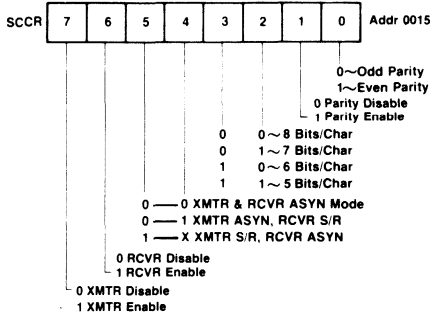 SCCR 7 6 5 4 3 2 1 0 Addr 0015
0~Odd Parity
1~Even Parity
0 Parity Disable
1 Parity Enable
0 0~8 Bits/Char
0 1~7 Bits/Char
1 0~6 Bits/Char
1 1~5 Bits/Char
0—0 XMTR & RCVR ASYN Mode
0—1 XMTR ASYN, RCVR S/R
1—X XMTR S/R, RCVR ASYN
0 RCVR Disable
1 RCVR Enable
0 XMTR Disable
1 XMTR Enable